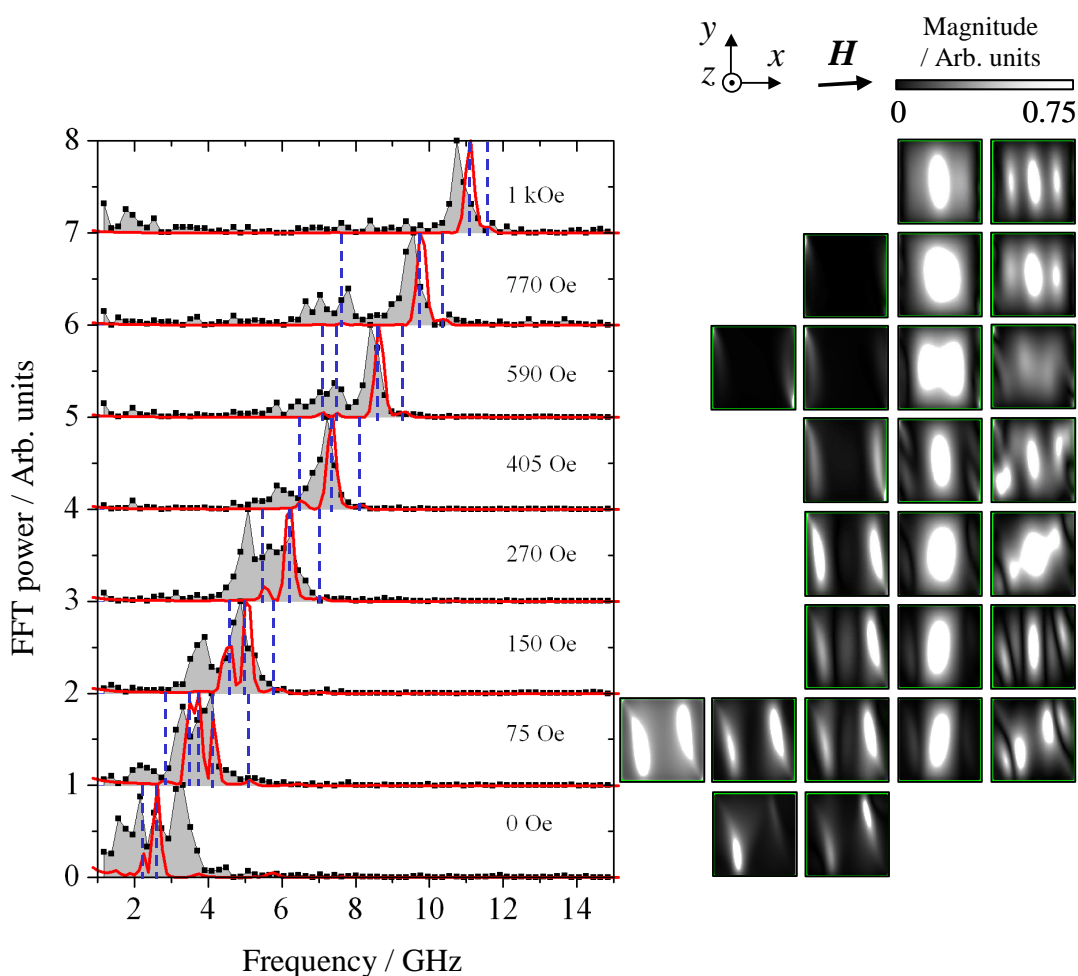 y
x
z
H
Magnitude
/ Arb. units
0
0.75
FFT power / Arb. units
8
7
6
5
4
3
2
1
0
1 kOe
770 Oe
590 Oe
405 Oe
270 Oe
150 Oe
75 Oe
0 Oe
2
4
6
8
10
12
14
Frequency / GHz